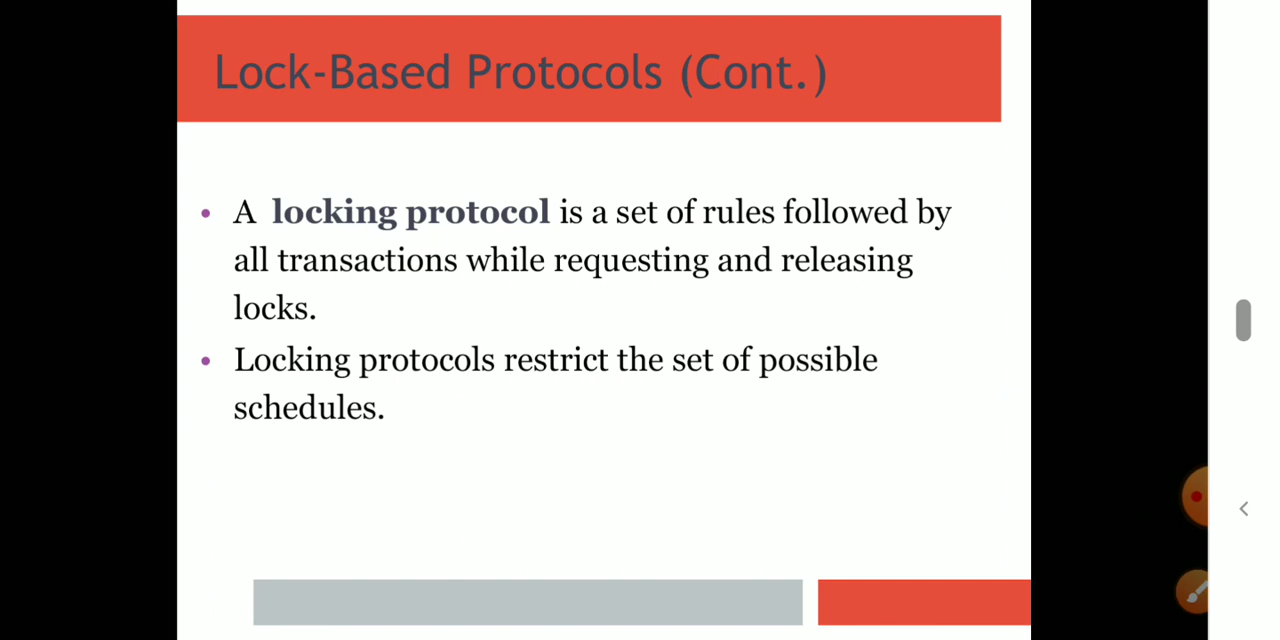 Lock-Based Protocols (Cont.)
• A locking protocol is a set of rules followed by
all transactions while requesting and releasing
locks.
• Locking protocols restrict the set of possible
schedules.